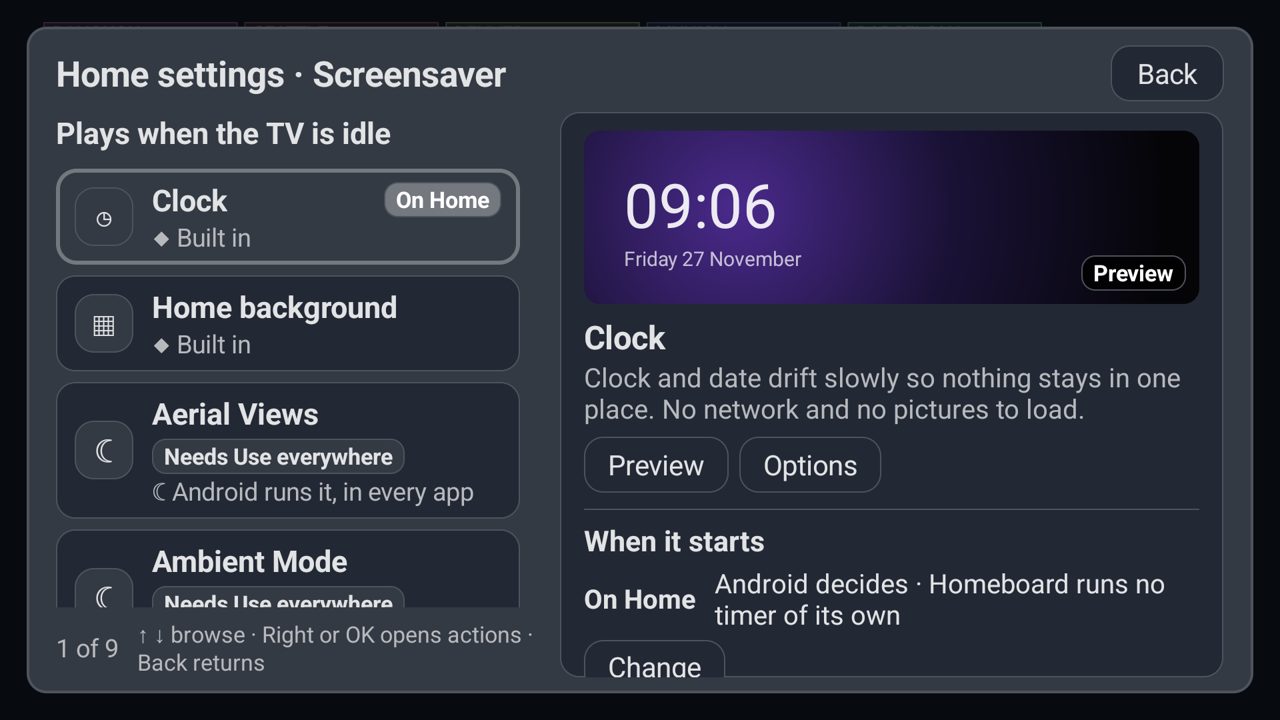 Home settings · Screensaver
Back
Plays when the TV is idle
Clock
On Home
◆ Built in
Home background
◆ Built in
Aerial Views
Needs Use everywhere
☾ Android runs it, in every app
Ambient Mode
Needs Use everywhere
1 of 9
↑ ↓ browse · Right or OK opens actions ·
Back returns
09:06
Friday 27 November
Preview
Clock
Clock and date drift slowly so nothing stays in one
place. No network and no pictures to load.
Preview
Options
When it starts
On Home
Android decides · Homeboard runs no
timer of its own
Change